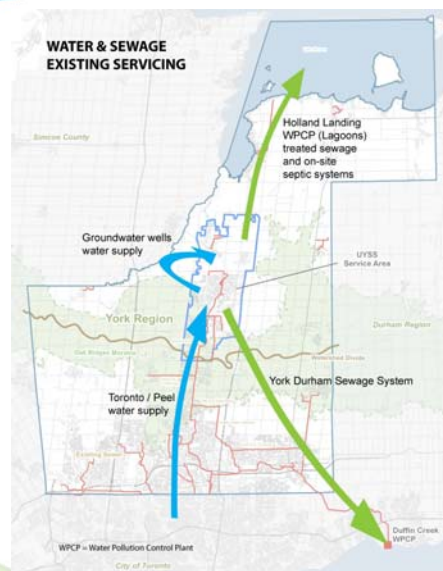 WATER & SEWAGE
EXISTING SERVICING
Holland Landing
WPCP (Lagoons)
treated sewage
and on-site
septic systems
Simcoe County
Groundwater wells
water supply
UYSS
Service Area
York Region
Durham Region
Oak Ridges Moraine
Watershed Divide
York Durham Sewage System
Toronto / Peel
water supply
Existing Sewer
Duffin Creek
WPCP
WPCP = Water Pollution Control Plant
City of Toronto